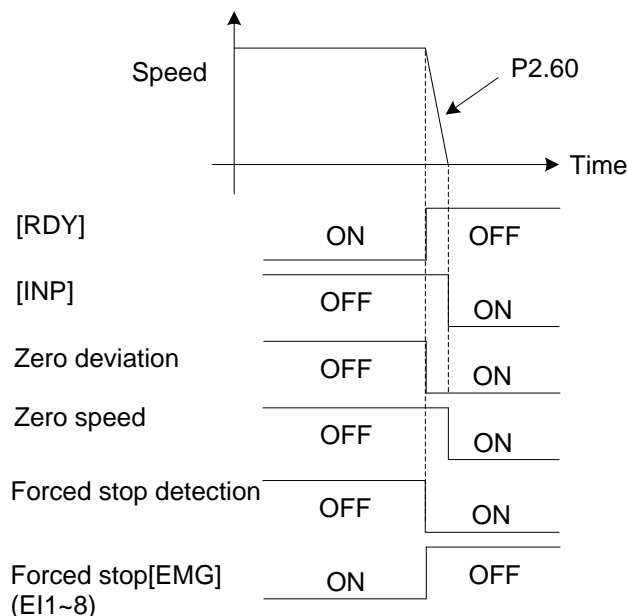 Speed
P2.60
Time
[RDY]
ON
OFF
[INP]
OFF
ON
Zero deviation
OFF
ON
Zero speed
OFF
ON
Forced stop detection
OFF
ON
Forced stop[EMG]
(EI1~8)
ON
OFF